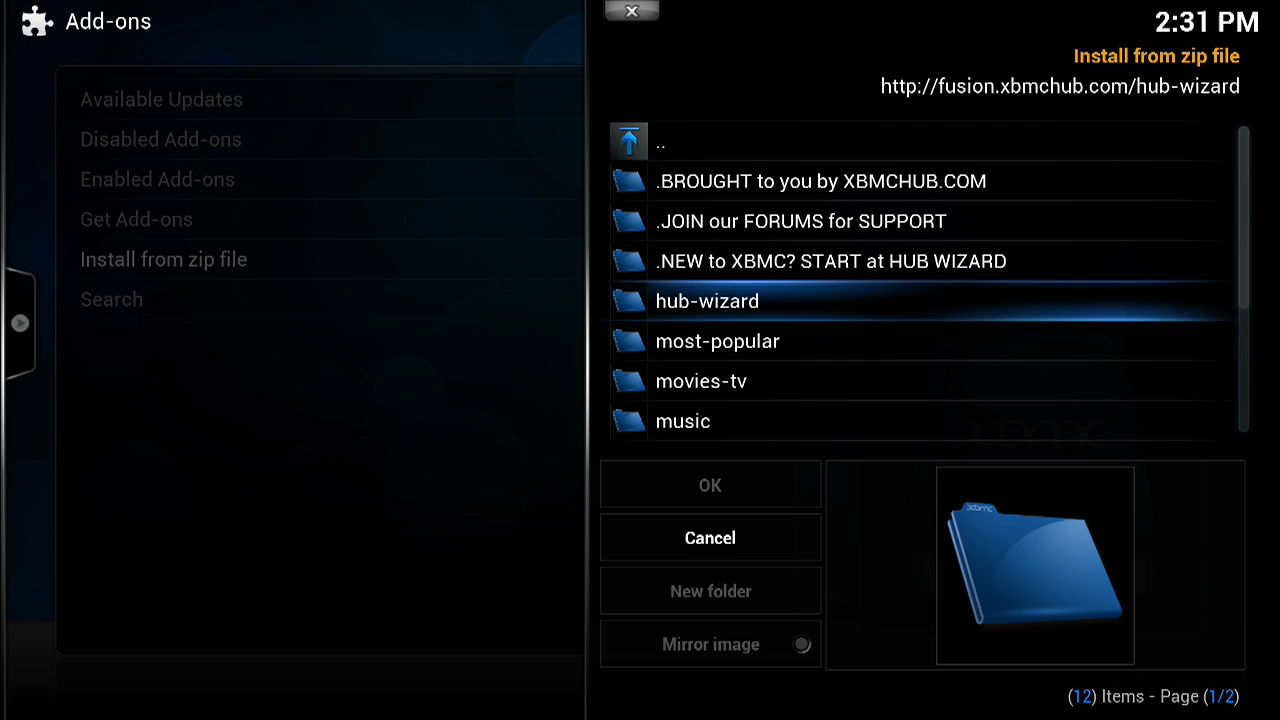 Add-ons
Available Updates
Disabled Add-ons
Enabled Add-ons
Get Add-ons
Install from zip file
Search
2:31 PM
Install from zip file
http://fusion.xbmchub.com/hub-wizard
..
.BROUGHT to you by XBMCHUB.COM
.JOIN our FORUMS for SUPPORT
.NEW to XBMC? START at HUB WIZARD
hub-wizard
most-popular
movies-tv
music
xbmc
OK
Cancel
New folder
Mirror image
xbmc
(12) Items - Page (1/2)